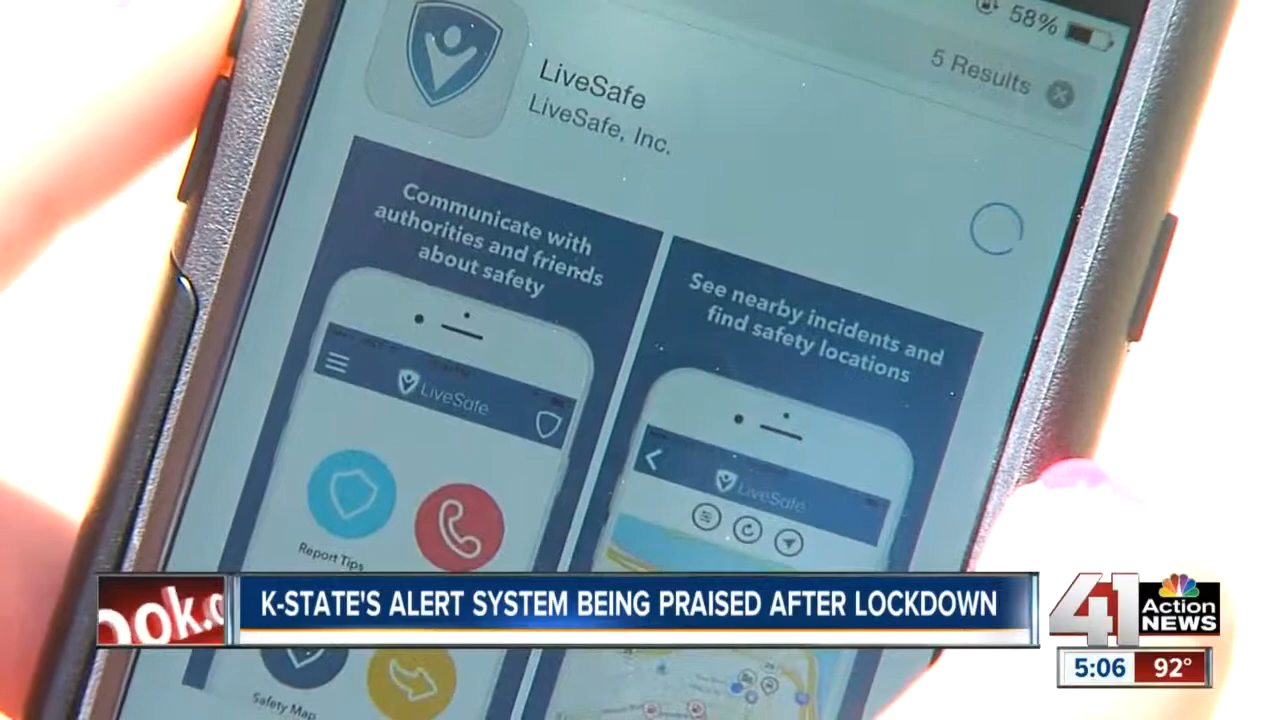 58%
5 Results
LiveSafe
LiveSafe, Inc.
Communicate with
authorities and friends
about safety
See nearby incidents and
find safety locations
LiveSafe
LiveSafe
Report Tips
Safety Map
ook.c
K-STATE'S ALERT SYSTEM BEING PRAISED AFTER LOCKDOWN
41
Action
NEWS
5:06
92°